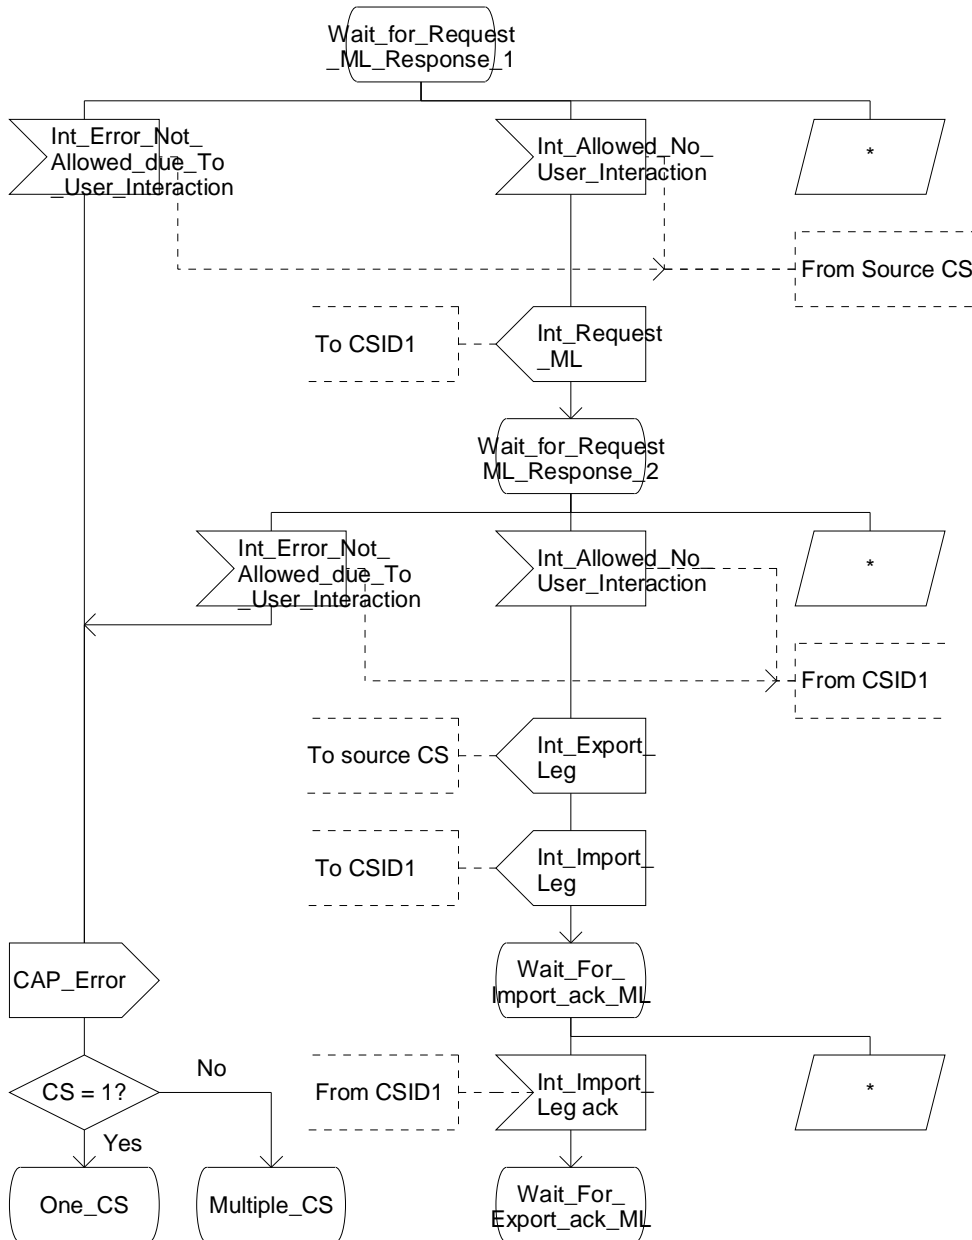 Wait_for_Request
_ML_Response_1
Int_Error_Not_
Allowed_due_To
_User_Interaction
Int_Allowed_No_
User_Interaction
*
From Source CS
To CSID1
Int_Request
_ML
Wait_for_Request
ML_Response_2
Int_Error_Not_
Allowed_due_To
_User_Interaction
Int_Allowed_No_
User_Interaction
*
From CSID1
To source CS
Int_Export_
Leg
To CSID1
Int_Import_
Leg
CAP_Error
Wait_For_
Import_ack_ML
CS = 1?
No
From CSID1
Int_Import_
Leg ack
*
Yes
One_CS
Multiple_CS
Wait_For_
Export_ack_ML